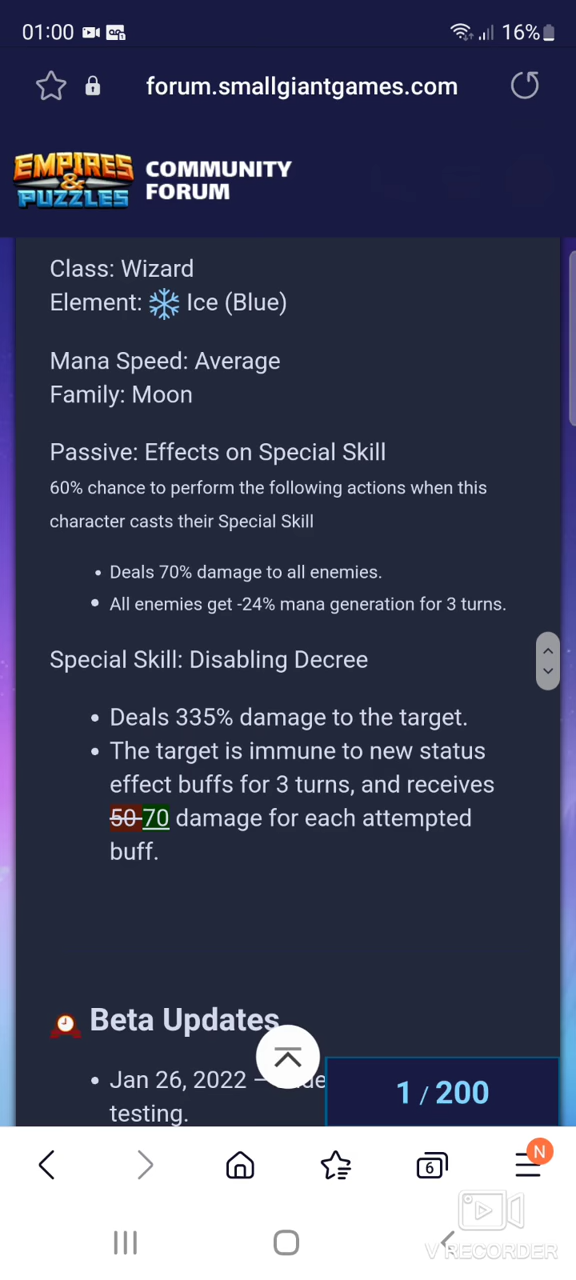 01:00 16%
forum.smallgiantgames.com
EMPIRES & PUZZLES COMMUNITY FORUM
Class: Wizard
Element: Ice (Blue)
Mana Speed: Average
Family: Moon
Passive: Effects on Special Skill
60% chance to perform the following actions when this
character casts their Special Skill
• Deals 70% damage to all enemies.
• All enemies get -24% mana generation for 3 turns.
Special Skill: Disabling Decree
• Deals 335% damage to the target.
• The target is immune to new status
effect buffs for 3 turns, and receives
50 70 damage for each attempted
buff.
Beta Updates
• Jan 26, 2022 –
testing.
1 / 200
6
N
V RECORDER